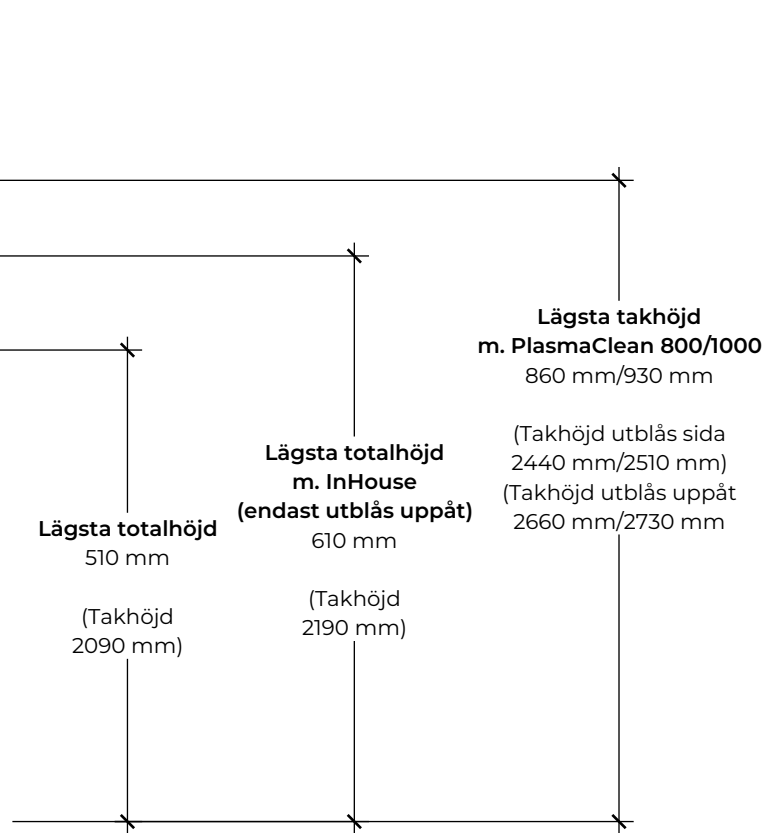 Lägsta totalhöjd
510 mm
(Takhöjd
2090 mm)
Lägsta totalhöjd
m. InHouse
(endast utblås uppåt)
610 mm
(Takhöjd
2190 mm)
Lägsta takhöjd
m. PlasmaClean 800/1000
860 mm/930 mm
(Takhöjd utblås sida
2440 mm/2510 mm)
(Takhöjd utblås uppåt
2660 mm/2730 mm